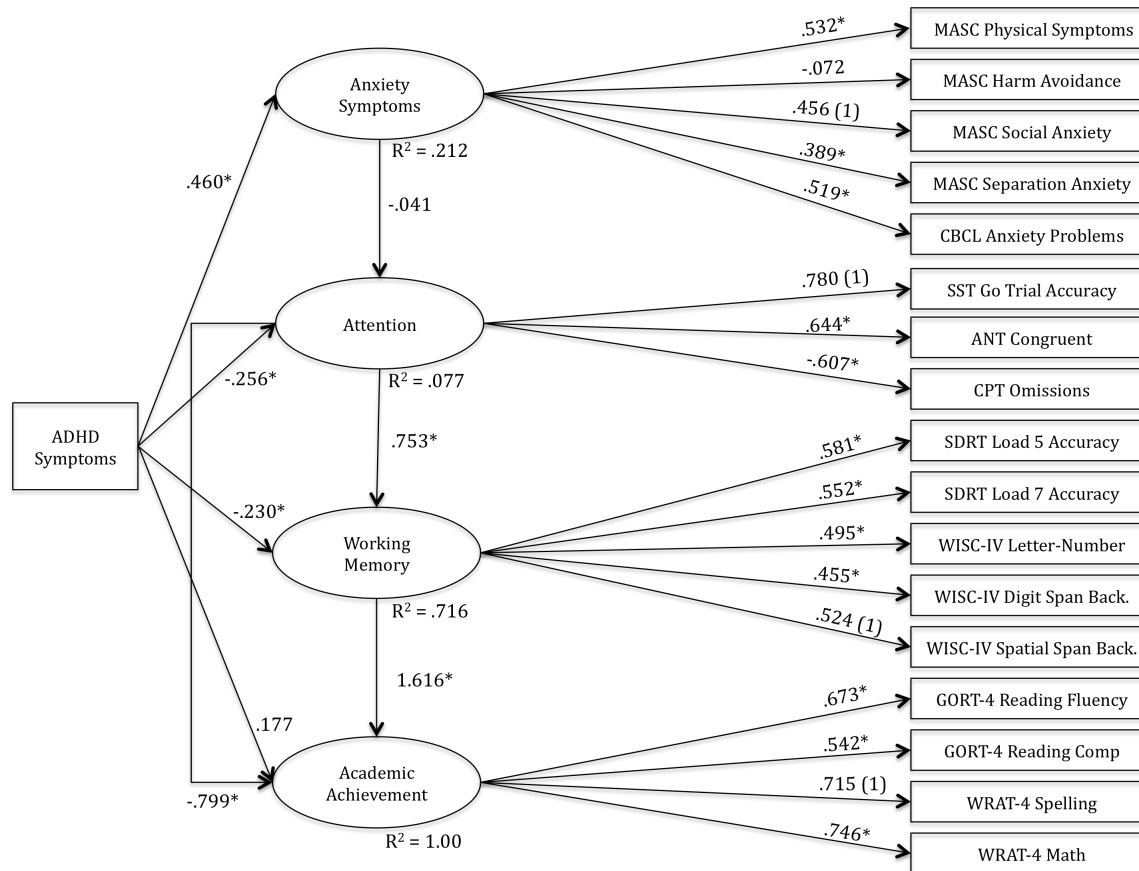 .532*
MASC Physical Symptoms
-.072
MASC Harm Avoidance
.456 (1)
MASC Social Anxiety
.389*
MASC Separation Anxiety
.519*
CBCL Anxiety Problems
Anxiety
Symptoms
R² = .212
.460*
-.041
.780 (1)
SST Go Trial Accuracy
.644*
ANT Congruent
-.607*
CPT Omissions
Attention
R² = .077
-.256*
ADHD
Symptoms
.753*
.581*
SDRT Load 5 Accuracy
.552*
SDRT Load 7 Accuracy
.495*
WISC-IV Letter-Number
.455*
WISC-IV Digit Span Back.
.524 (1)
WISC-IV Spatial Span Back.
-.230*
Working
Memory
R² = .716
1.616*
.177
.673*
GORT-4 Reading Fluency
.542*
GORT-4 Reading Comp
.715 (1)
WRAT-4 Spelling
.746*
WRAT-4 Math
Academic
Achievement
-.799*
R² = 1.00